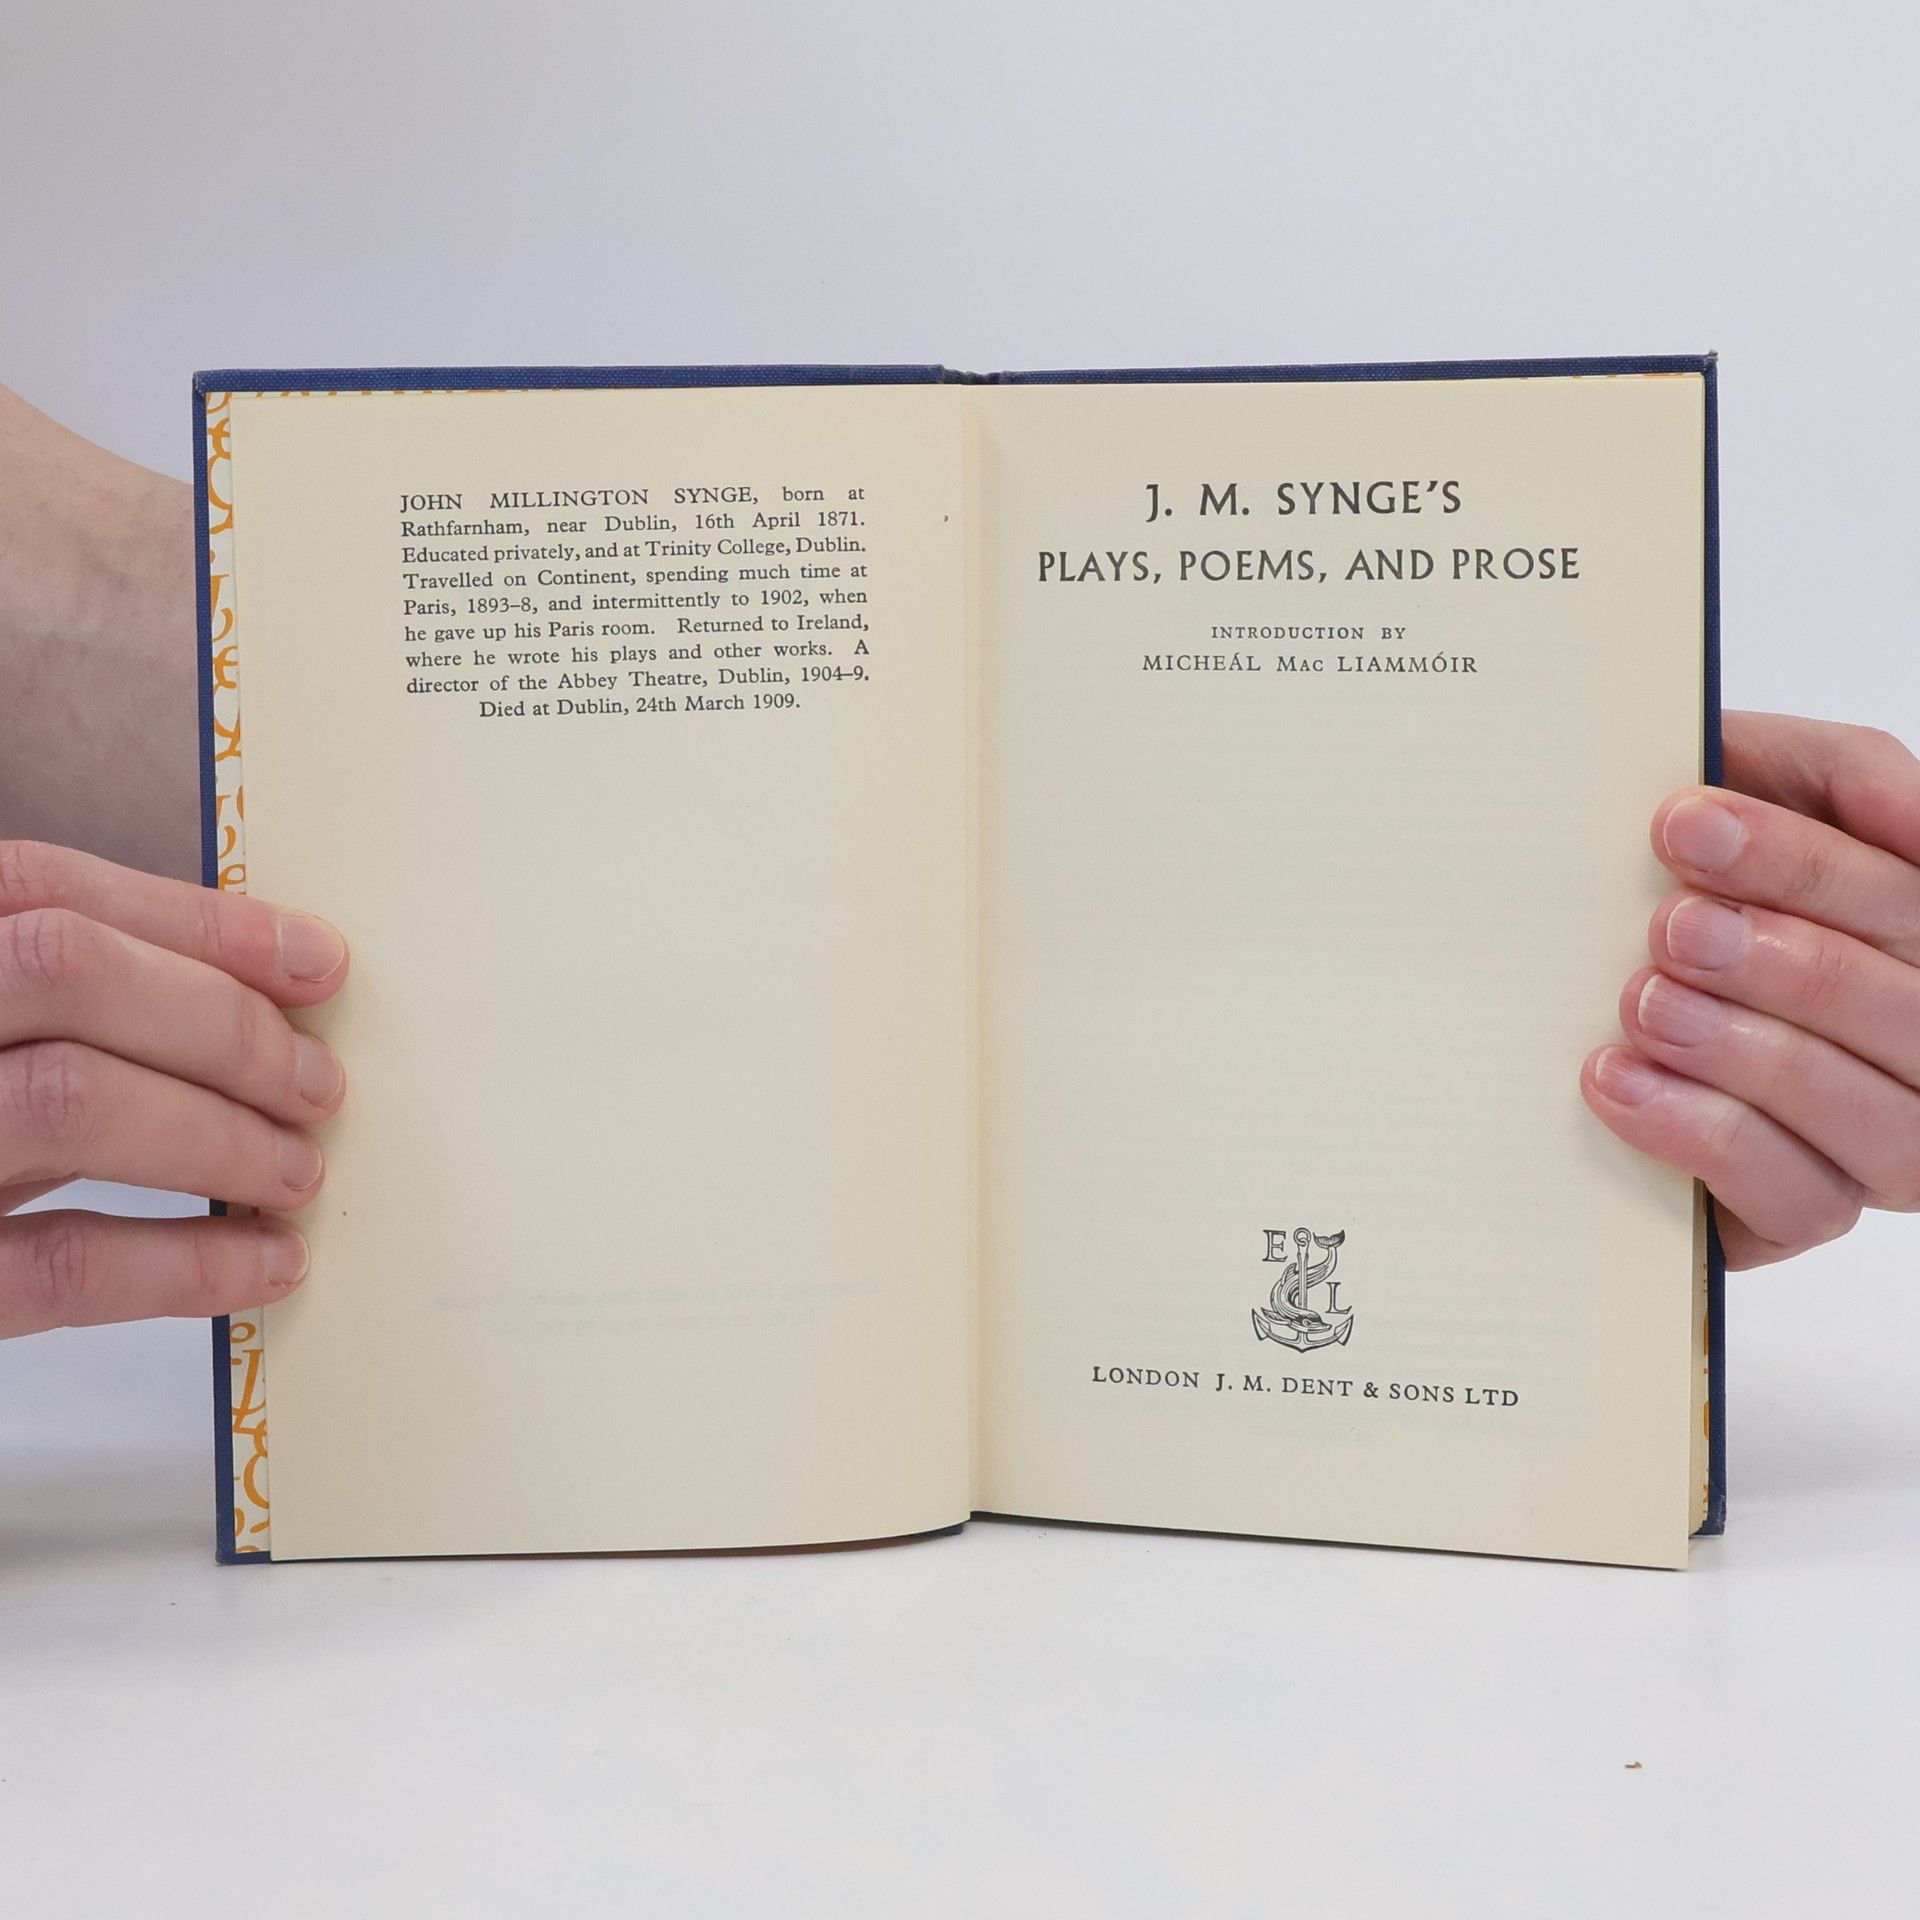 JOHN MILLINGTON SYNGE, born at
Rathfarnham, near Dublin, 16th April 1871.
Educated privately, and at Trinity College, Dublin.
Travelled on Continent, spending much time at
Paris, 1893–8, and intermittently to 1902, when
he gave up his Paris room. Returned to Ireland,
where he wrote his plays and other works. A
director of the Abbey Theatre, Dublin, 1904–9.
Died at Dublin, 24th March 1909.
J. M. SYNGE'S
PLAYS, POEMS, AND PROSE
INTRODUCTION BY
MICHEÁL MAC LIAMMÓIR
E
L
LONDON J. M. DENT & SONS LTD